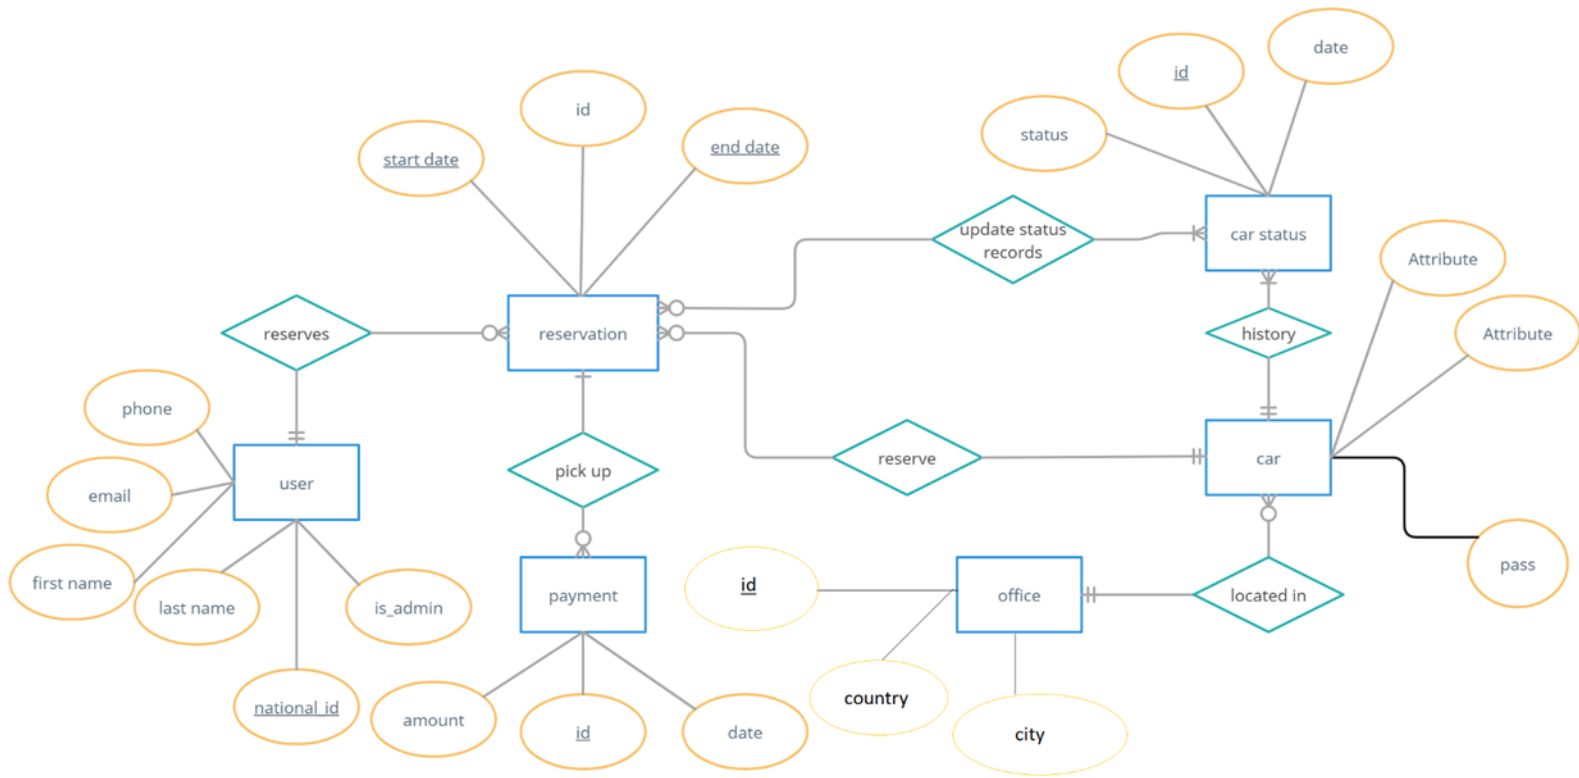 date
id
status
id
start date
end date
update status
records
car status
Attribute
Attribute
reserves
reservation
history
phone
email
user
pick up
reserve
car
first name
last name
is_admin
payment
id
office
located in
pass
national_id
amount
id
date
country
city